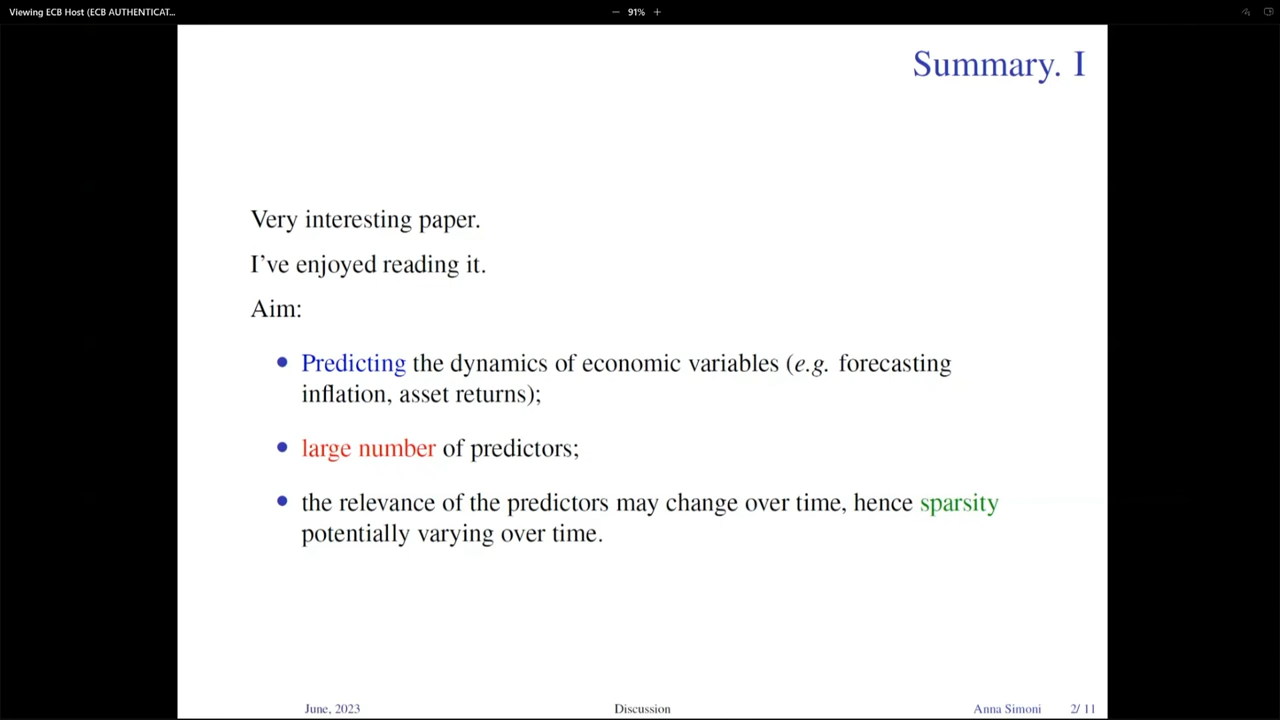 Viewing ECB Host (ECB AUTHENTICAT...
− 91% +
Summary. I
Very interesting paper.
I've enjoyed reading it.
Aim:
• Predicting the dynamics of economic variables (e.g. forecasting
inflation, asset returns);
• large number of predictors;
• the relevance of the predictors may change over time, hence sparsity
potentially varying over time.
June, 2023 Discussion Anna Simoni 2/ 11